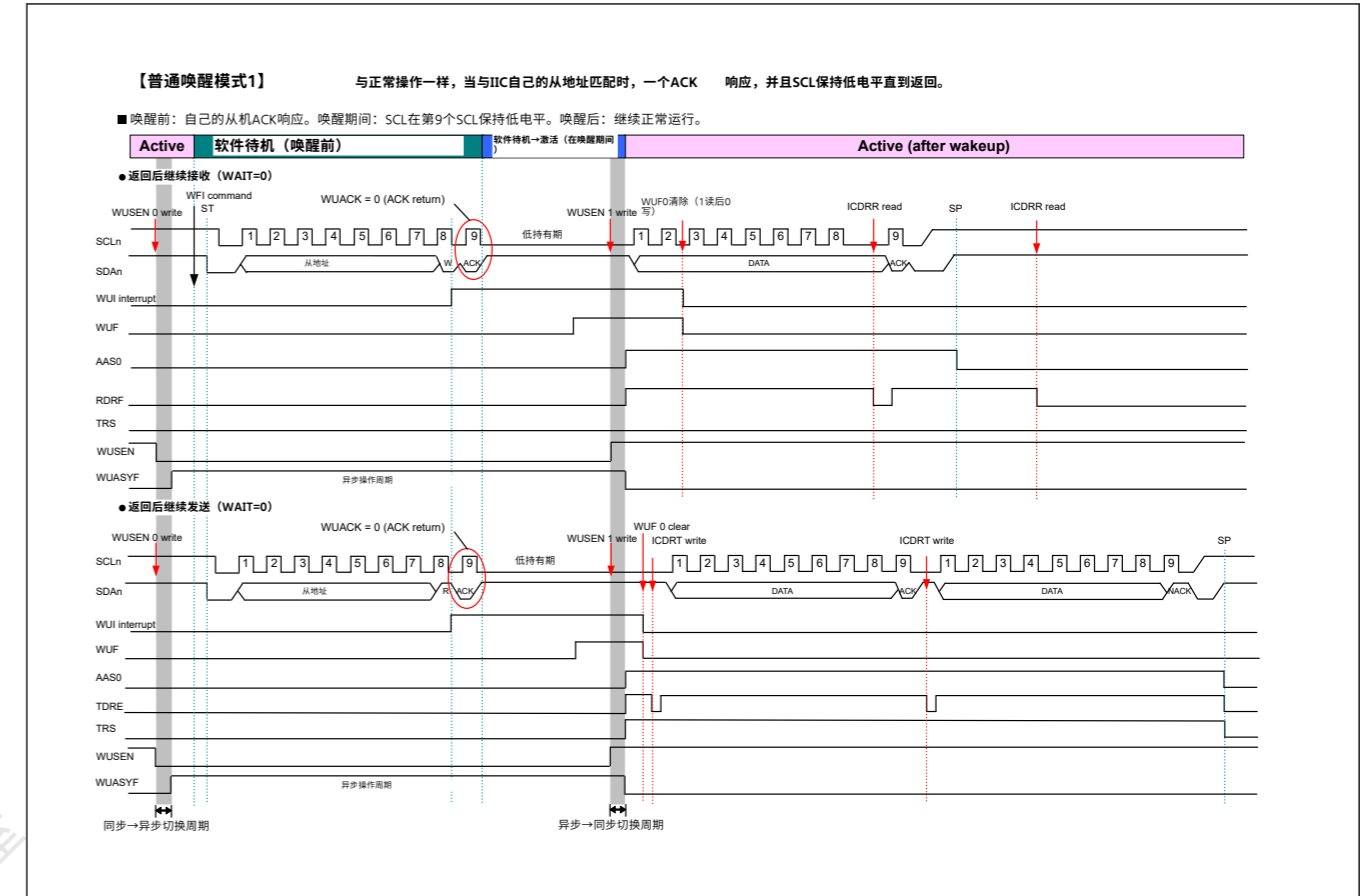 【普通唤醒模式1】 与正常操作一样，当与IIC自己的从地址匹配时，一个ACK 响应，并且SCL保持低电平直到返回。
■ 唤醒前：自己的从机ACK响应。唤醒期间：SCL在第9个SCL保持低电平。唤醒后：继续正常运行。
Active 软件待机（唤醒前） 软件待机→激活（在唤醒期间 Active (after wakeup)
）
● 返回后继续接收（WAIT=0）
WFI command
ST
WUSEN 0 write
WUACK = 0 (ACK return)
WUSEN 1 write
WUF0清除（1读后0
写）
ICDRR read
SP
ICDRR read
SCLn 1 2 3 4 5 6 7 8 9 低持有期 1 2 3 4 5 6 7 8 9
SDAn 从地址 W ACK DATA ACK
WUI interrupt
WUF
AAS0
RDRF
TRS
WUSEN
WUASYF 异步操作周期
● 返回后继续发送（WAIT=0）
WUSEN 0 write
WUACK = 0 (ACK return)
WUSEN 1 write
WUF 0 clear
ICDRT write
ICDRT write
SP
SCLn 1 2 3 4 5 6 7 8 9 低持有期 1 2 3 4 5 6 7 8 9 1 2 3 4 5 6 7 8 9
SDAn 从地址 R ACK DATA ACK DATA NACK
WUI interrupt
WUF
AAS0
TDRE
TRS
WUSEN
WUASYF 异步操作周期
同步→异步切换周期 异步→同步切换周期